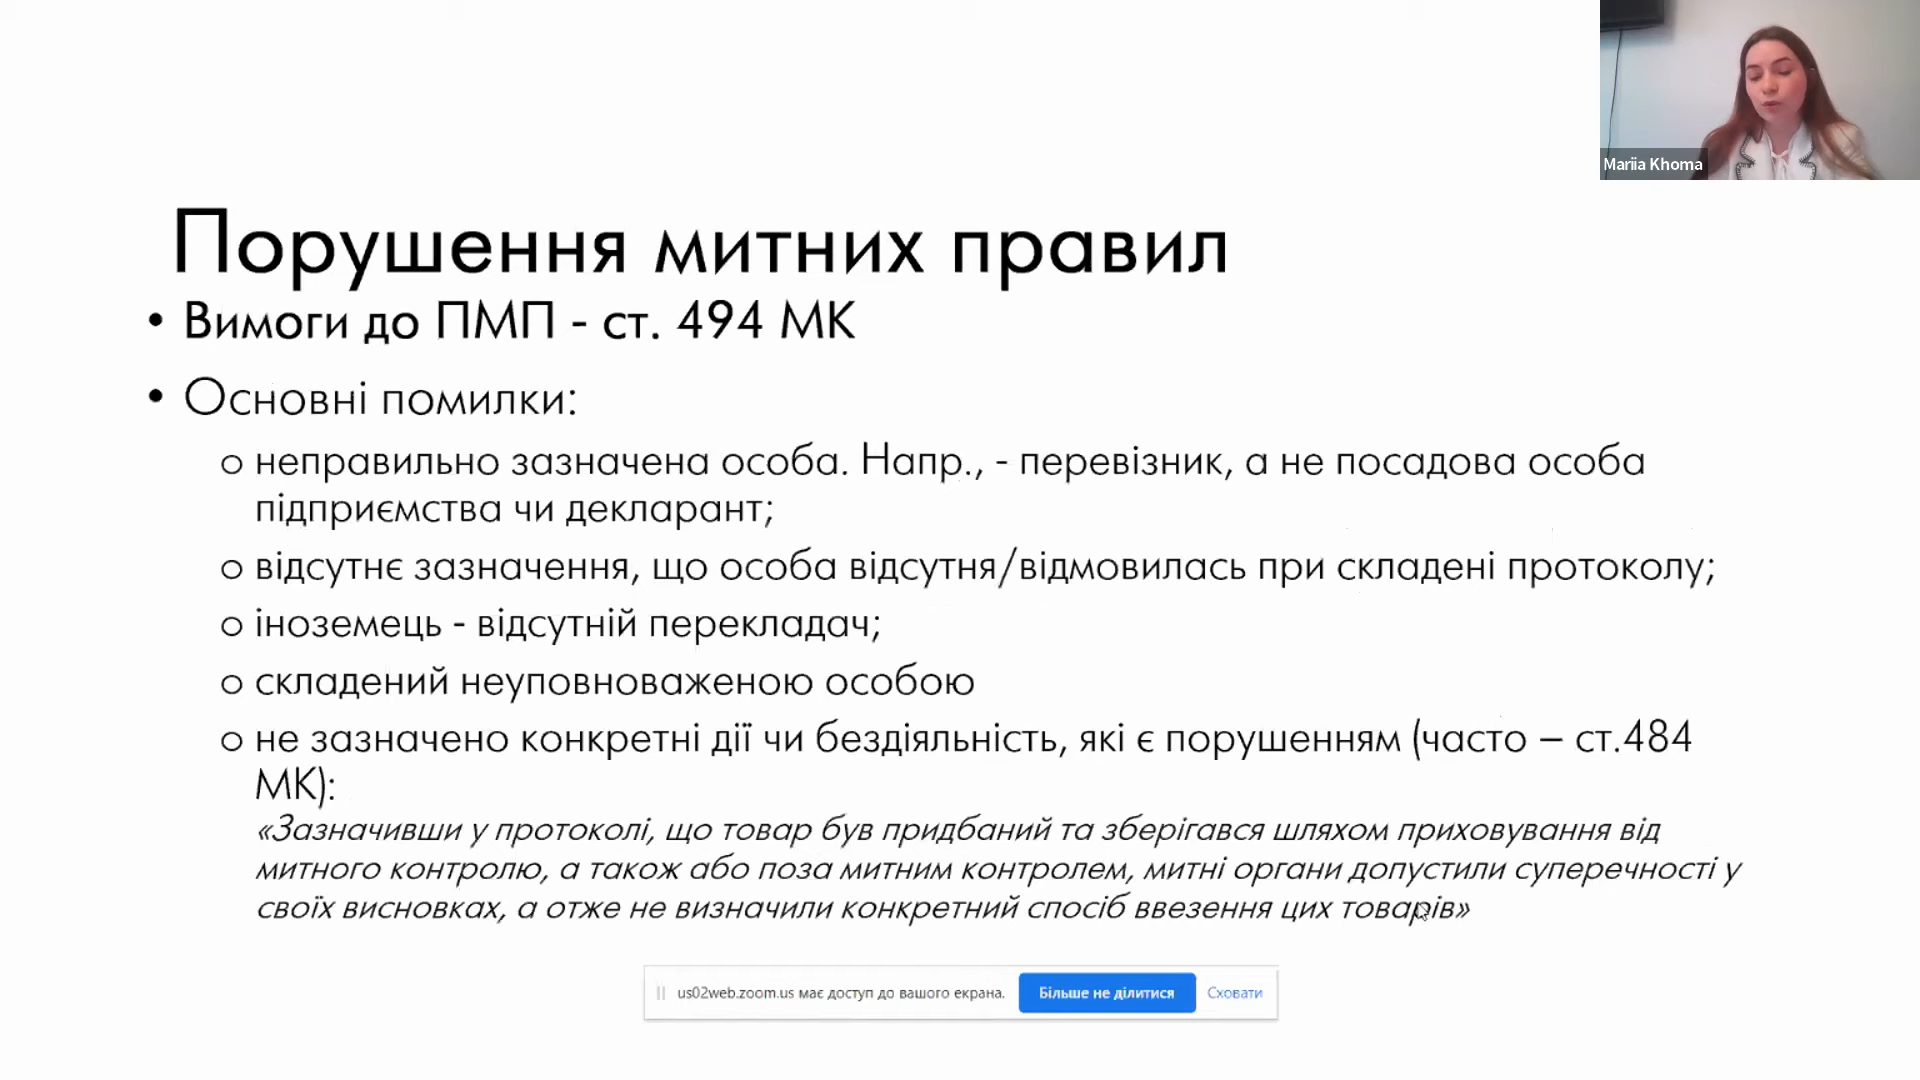 Mariia Khoma
Порушення митних правил
• Вимоги до ПМП - ст. 494 МК
• Основні помилки:
o неправильно зазначена особа. Напр., - перевізник, а не посадова особа
підприємства чи декларант;
o відсутнє зазначення, що особа відсутня/відмовилась при складені протоколу;
o іноземець - відсутній перекладач;
o складений неуповноваженою особою
o не зазначено конкретні дії чи бездіяльність, які є порушенням (часто – ст.484
МК):
«Зазначивши у протоколі, що товар був придбаний та зберігався шляхом приховування від
митного контролю, а також або поза митним контролем, митні органи допустили суперечності у
своїх висновках, а отже не визначили конкретний спосіб ввезення цих товарів»
us02web.zoom.us має доступ до вашого екрана. Більше не ділитися Сховати